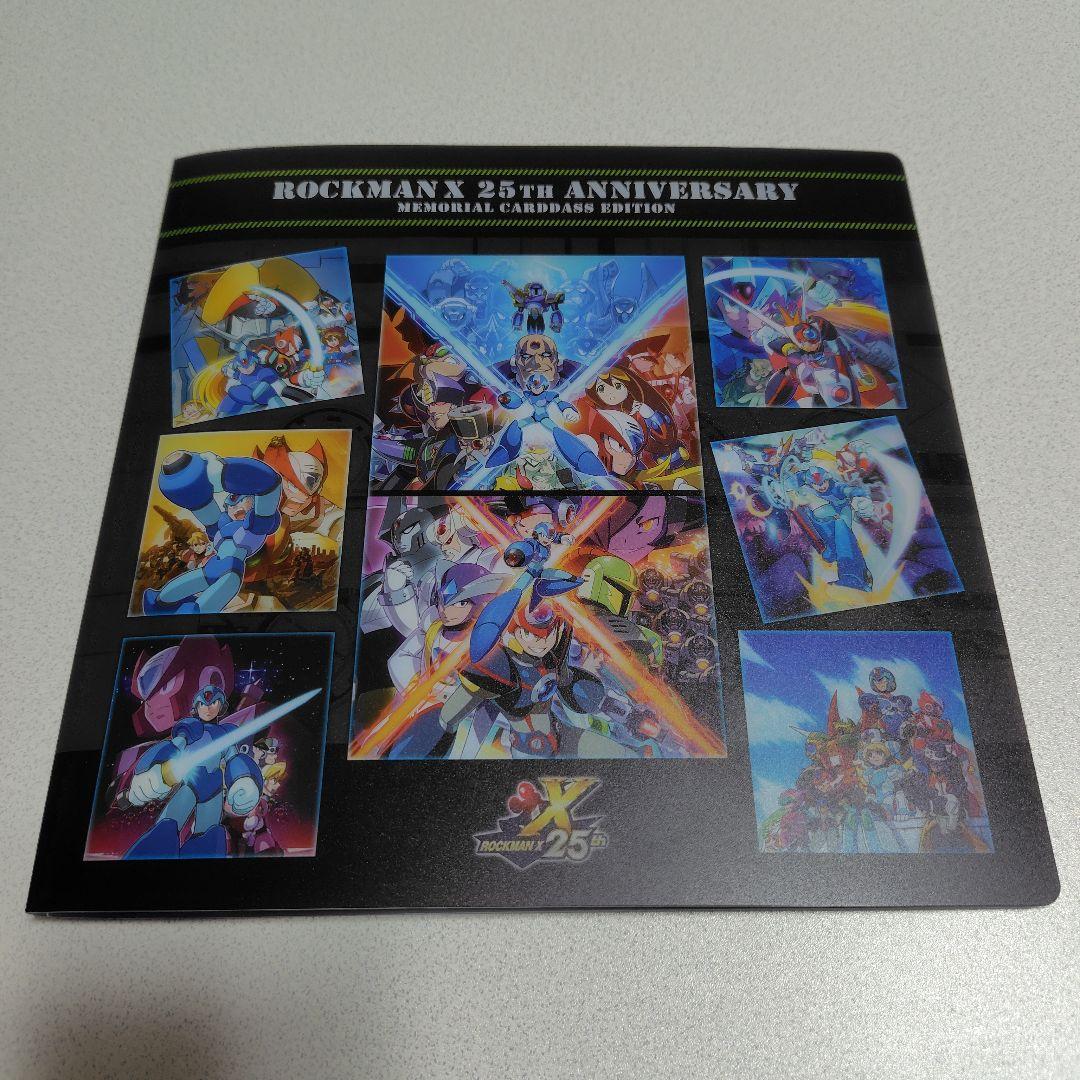 ROCKMAN X 25TH ANNIVERSARY
MEMORIAL CARDDASS EDITION
X
ROCKMAN X 25th